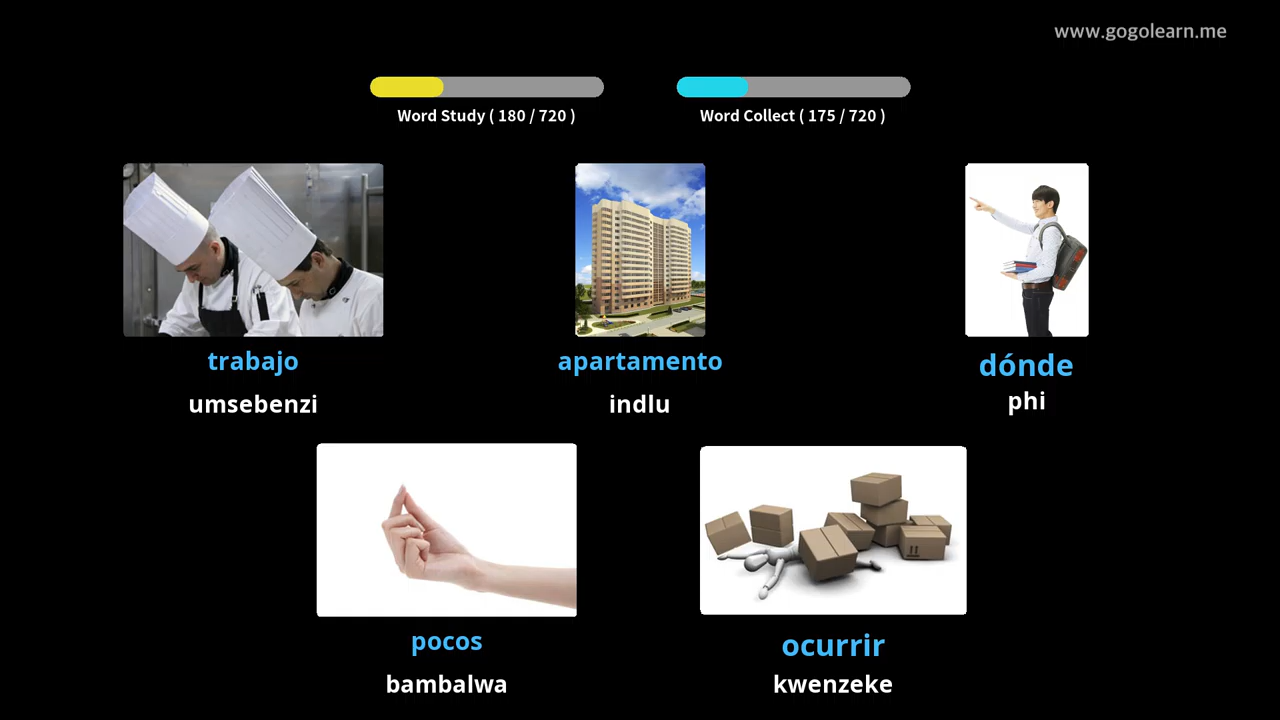 www.gogolearn.me
Word Study ( 180 / 720 )
Word Collect ( 175 / 720 )
trabajo
umsebenzi
apartamento
indlu
dónde
phi
pocos
bambalwa
ocurrir
kwenzeke